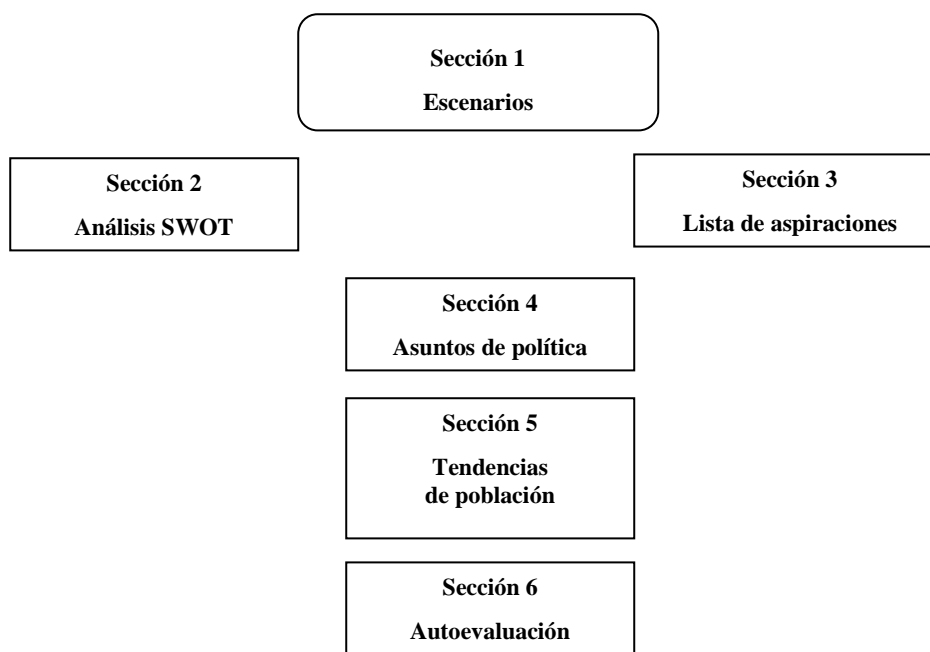 Sección 1
Escenarios
Sección 2
Análisis SWOT
Sección 3
Lista de aspiraciones
Sección 4
Asuntos de política
Sección 5
Tendencias
de población
Sección 6
Autoevaluación